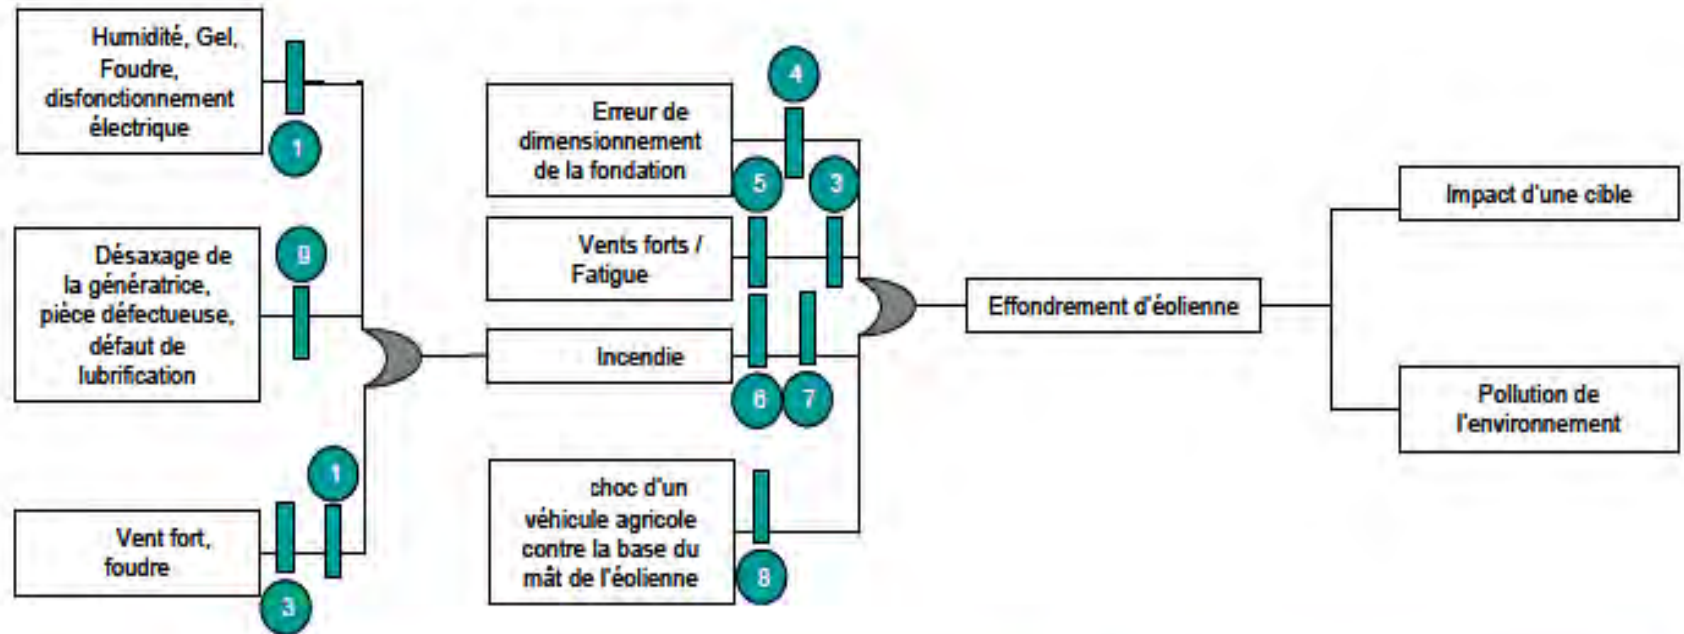 Humidité, Gel,
Foudre,
disfonctionnement
électrique
1
Désaxage de
la génératrice,
pièce défectueuse,
défaut de
lubrification
Vent fort,
foudre
1
3
Erreur de
dimensionnement
de la fondation
4
Vents forts /
Fatigue
5
3
Incendie
6
7
choc d'un
véhicule agricole
contre la base du
mât de l'éolienne
8
Effondrement d'éolienne
Impact d'une cible
Pollution de
l'environnement